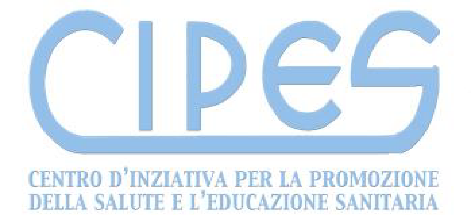 CIPES
CENTRO D'INZIATIVA PER LA PROMOZIONE
DELLA SALUTE E L'EDUCAZIONE SANITARIA